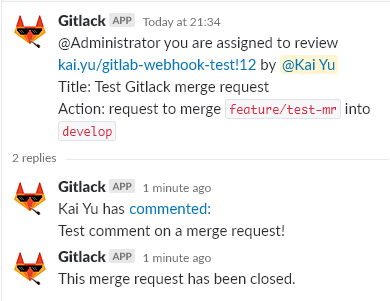 Gitlack APP Today at 21:34
@Administrator you are assigned to review
kai.yu/gitlab-webhook-test!12 by @Kai Yu
Title: Test Gitlack merge request
Action: request to merge feature/test-mr into
develop
2 replies
Gitlack APP 1 minute ago
Kai Yu has commented:
Test comment on a merge request!
Gitlack APP 1 minute ago
This merge request has been closed.